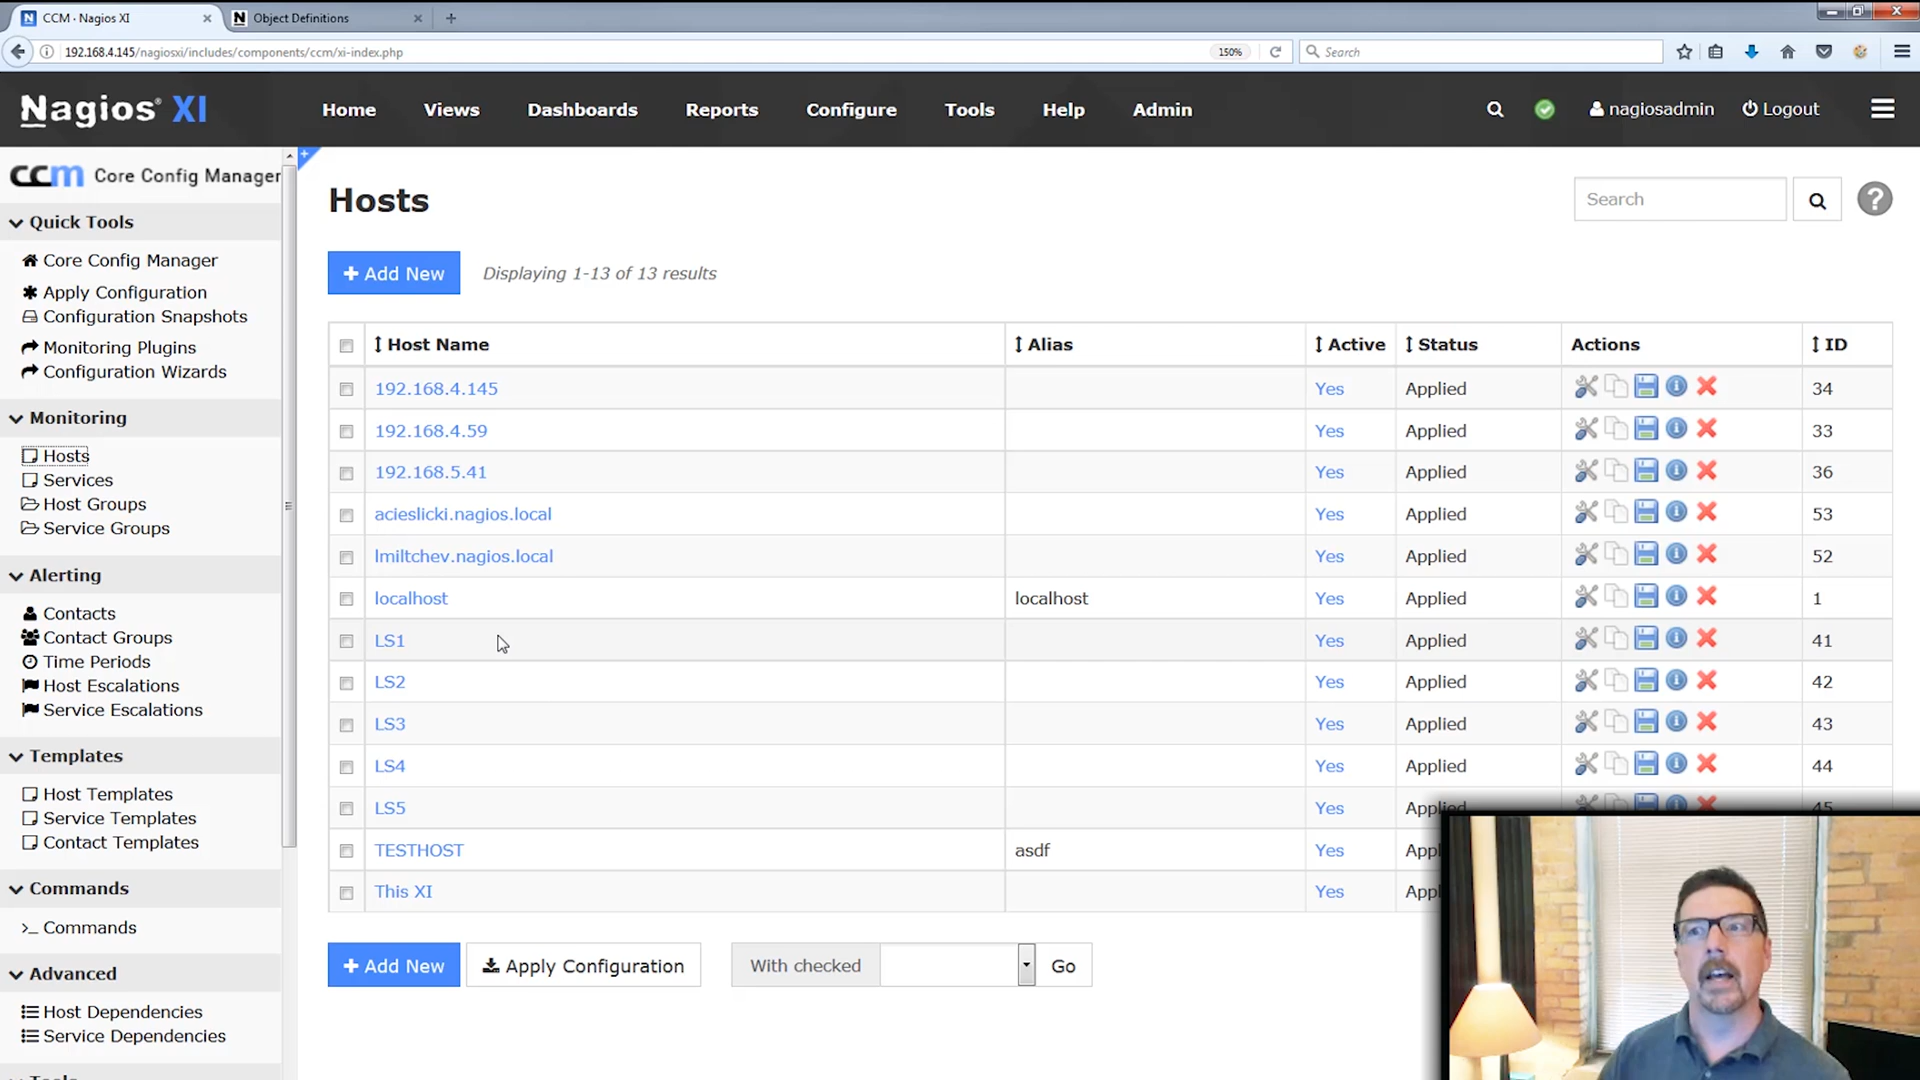 CCM - Nagios XI
Object Definitions
192.168.4.145/nagiosxi/includes/components/ccm/xi-index.php
150%
Search
Nagios® XI
Home
Views
Dashboards
Reports
Configure
Tools
Help
Admin
nagiosadmin
Logout
ccm Core Config Manager
Quick Tools
Core Config Manager
Apply Configuration
Configuration Snapshots
Monitoring Plugins
Configuration Wizards
Monitoring
Hosts
Services
Host Groups
Service Groups
Alerting
Contacts
Contact Groups
Time Periods
Host Escalations
Service Escalations
Templates
Host Templates
Service Templates
Contact Templates
Commands
>_ Commands
Advanced
Host Dependencies
Service Dependencies
Hosts
Search
?
+ Add New
Displaying 1-13 of 13 results
Host Name Alias Active Status Actions ID
192.168.4.145 Yes Applied 34
192.168.4.59 Yes Applied 33
192.168.5.41 Yes Applied 36
acieslicki.nagios.local Yes Applied 53
lmiltchev.nagios.local Yes Applied 52
localhost localhost Yes Applied 1
LS1 Yes Applied 41
LS2 Yes Applied 42
LS3 Yes Applied 43
LS4 Yes Applied 44
LS5 Yes Applied 45
TESTHOST asdf Yes Appl
This XI Yes Appl
+ Add New
Apply Configuration
With checked
Go